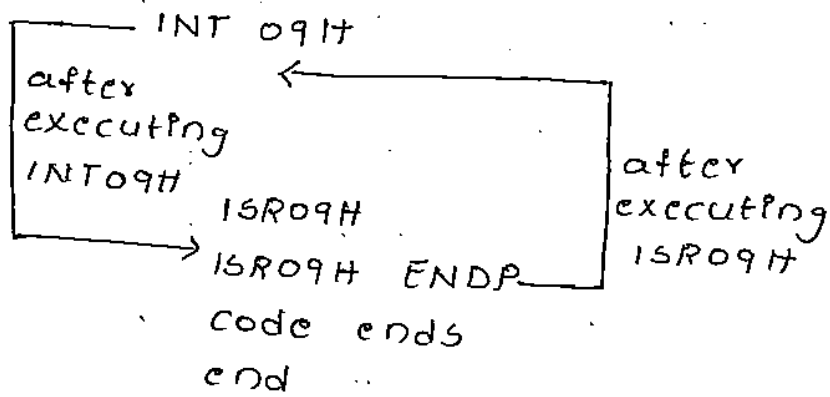 INT 09H
after
executing
INT09H
after
executing
ISR09H
ISR09H
ISR09H ENDP
code ends
end